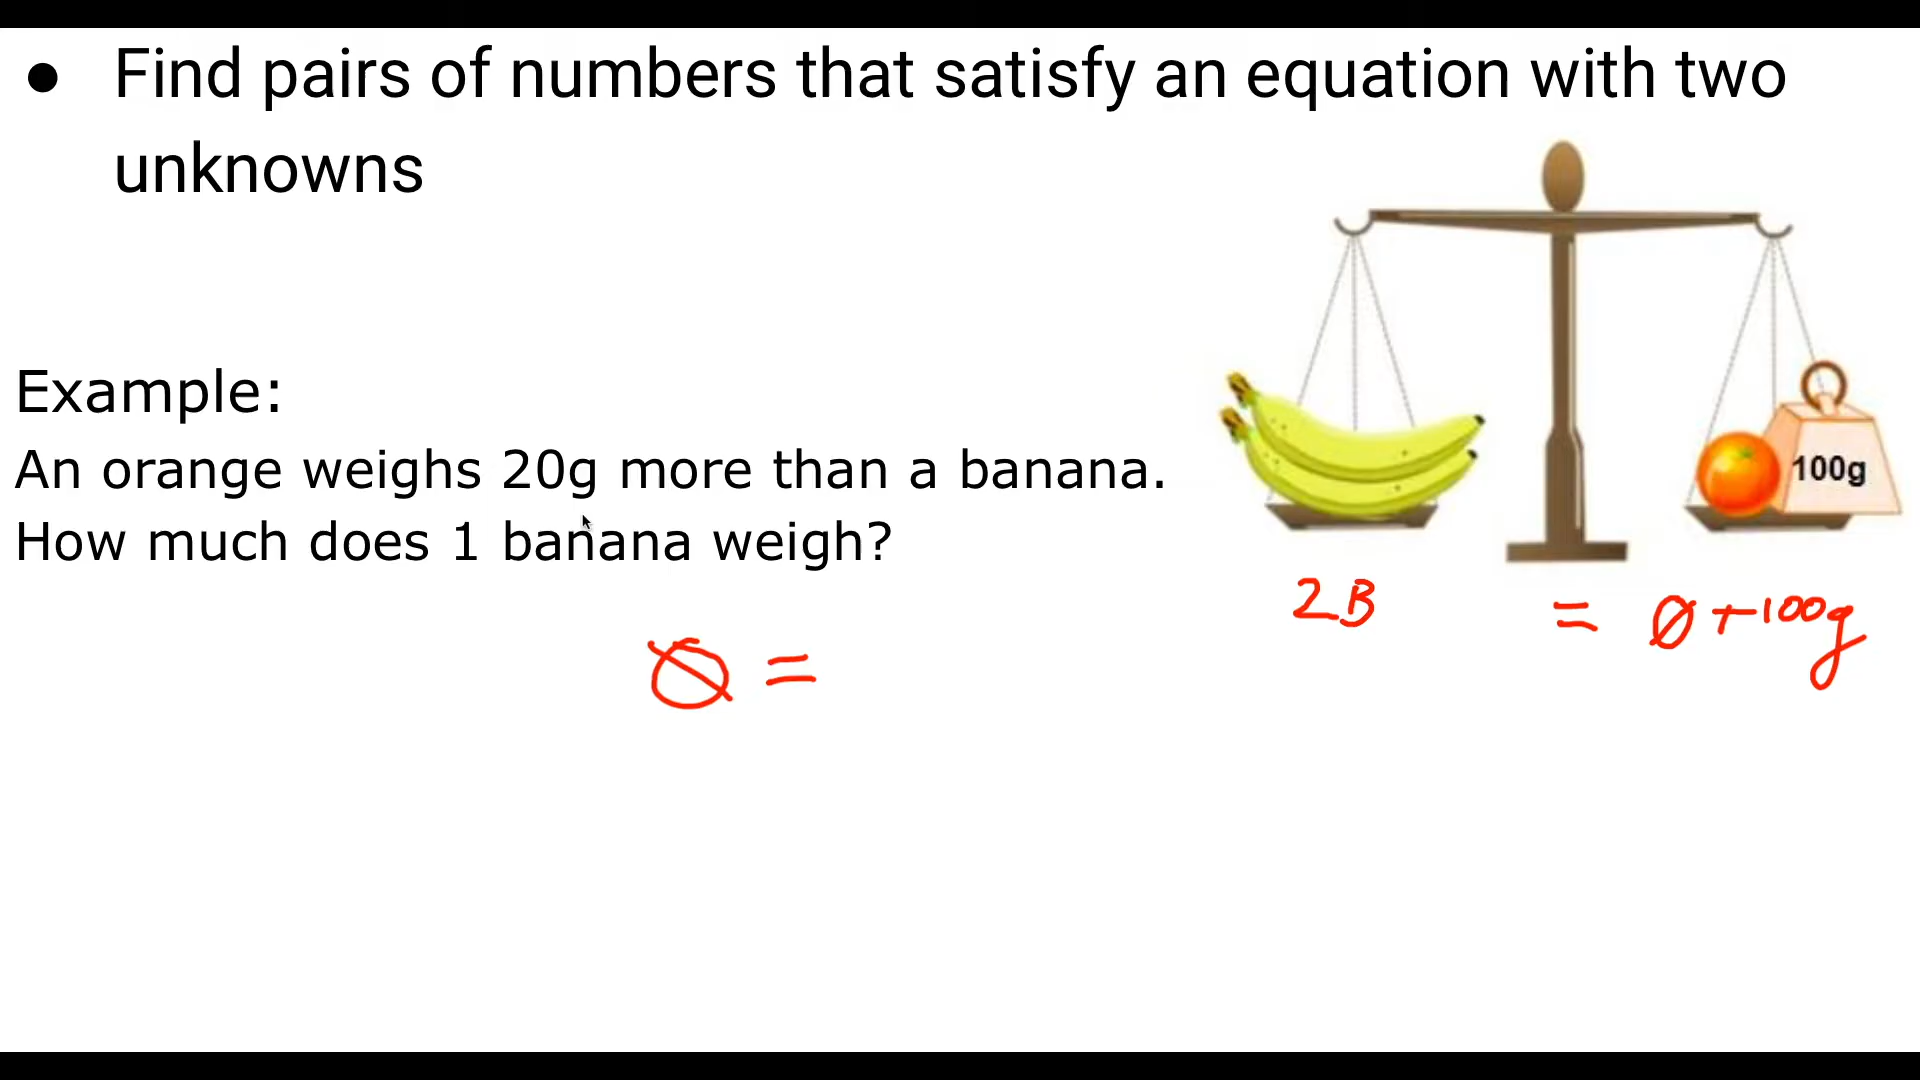 ● Find pairs of numbers that satisfy an equation with two
unknowns
Example:
An orange weighs 20g more than a banana.
How much does 1 banana weigh?
100g
2B = Ø + 100g
Ø =